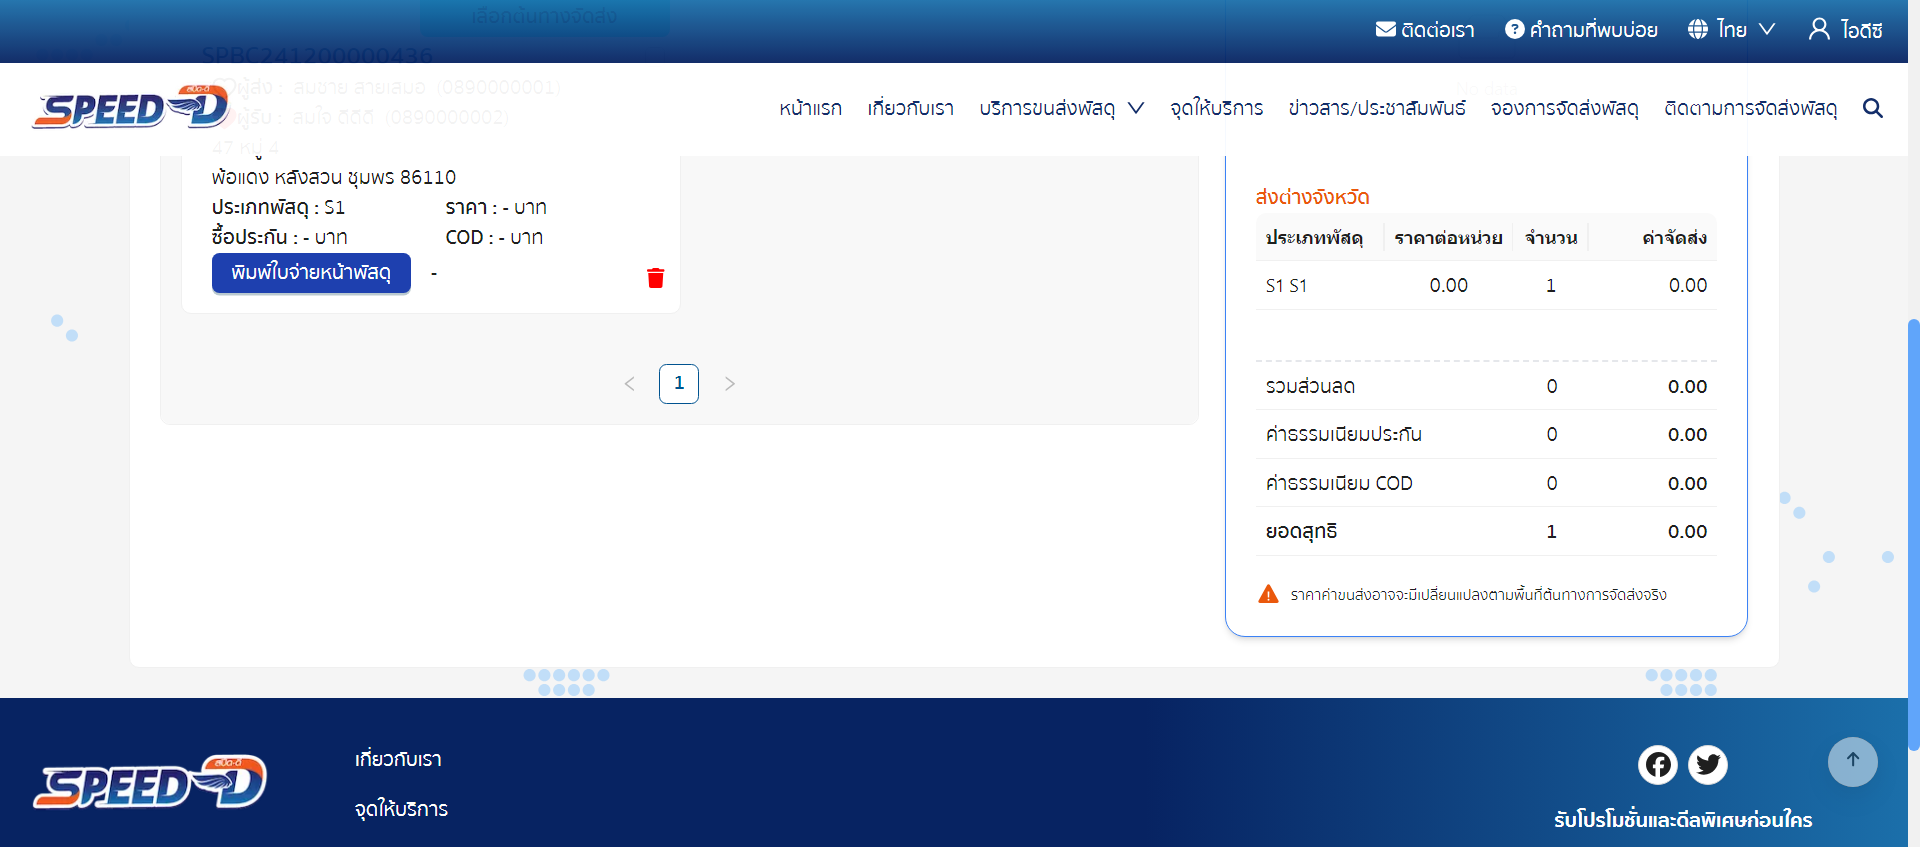 ติดต่อเรา คำถามที่พบบ่อย ไทย ไอดีซี
เลือกต้นทางจัดส่ง
SPBC241200000436
สปีด-ดี
SPEED-D
หน้าแรก เกี่ยวกับเรา บริการขนส่งพัสดุ จุดให้บริการ ข่าวสาร/ประชาสัมพันธ์ จองการจัดส่งพัสดุ ติดตามการจัดส่งพัสดุ
No data
ผู้ส่ง : สมชาย สายเสมอ (0890000001)
ผู้รับ : สมใจ ดีดีดี (0890000002)
47 หมู่ 4
พ้อแดง หลังสวน ชุมพร 86110
ประเภทพัสดุ : S1 ราคา : - บาท
ซื้อประกัน : - บาท COD : - บาท
พิมพ์ใบจ่ายหน้าพัสดุ -
1
ส่งต่างจังหวัด
ประเภทพัสดุ ราคาต่อหน่วย จำนวน ค่าจัดส่ง
S1 S1 0.00 1 0.00
รวมส่วนลด 0 0.00
ค่าธรรมเนียมประกัน 0 0.00
ค่าธรรมเนียม COD 0 0.00
ยอดสุทธิ 1 0.00
ราคาค่าขนส่งอาจจะมีเปลี่ยนแปลงตามพื้นที่ต้นทางการจัดส่งจริง
สปีด-ดี
SPEED-D
เกี่ยวกับเรา
จุดให้บริการ
รับโปรโมชั่นและดีลพิเศษก่อนใคร